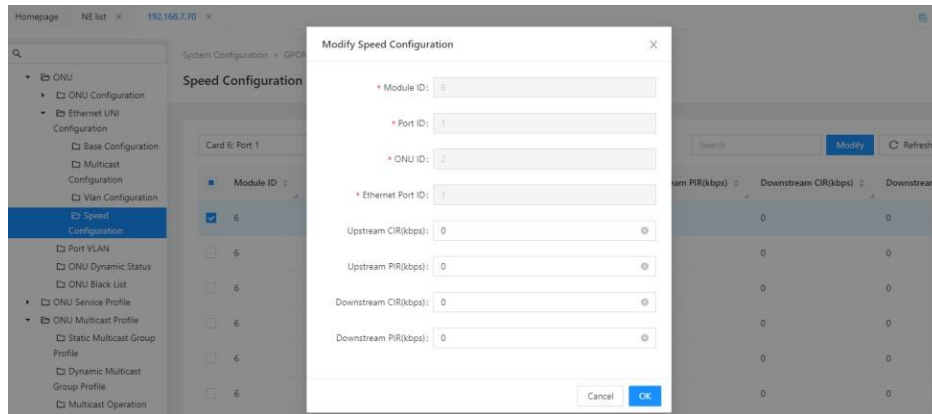 Homepage
NE list ×
192.168.7.70 ×
ONU
ONU Configuration
Ethernet UNI
Configuration
Base Configuration
Multicast
Configuration
Vlan Configuration
Speed
Configuration
Port VLAN
ONU Dynamic Status
ONU Black List
ONU Service Profile
ONU Multicast Profile
Static Multicast Group
Profile
Dynamic Multicast
Group Profile
Multicast Operation
System Configuration > GPON
Speed Configuration
Card 6: Port 1
Search
Modify
Refresh
Module ID
PIR(kbps)
Downstream CIR(kbps)
Downstream
6 0 0
6 0 0
6 0 0
6 0 0
6 0 0
6 0 0
Modify Speed Configuration ×
* Module ID: 6
* Port ID: 1
* ONU ID: 2
* Ethernet Port ID: 1
Upstream CIR(kbps): 0
Upstream PIR(kbps): 0
Downstream CIR(kbps): 0
Downstream PIR(kbps): 0
Cancel
OK